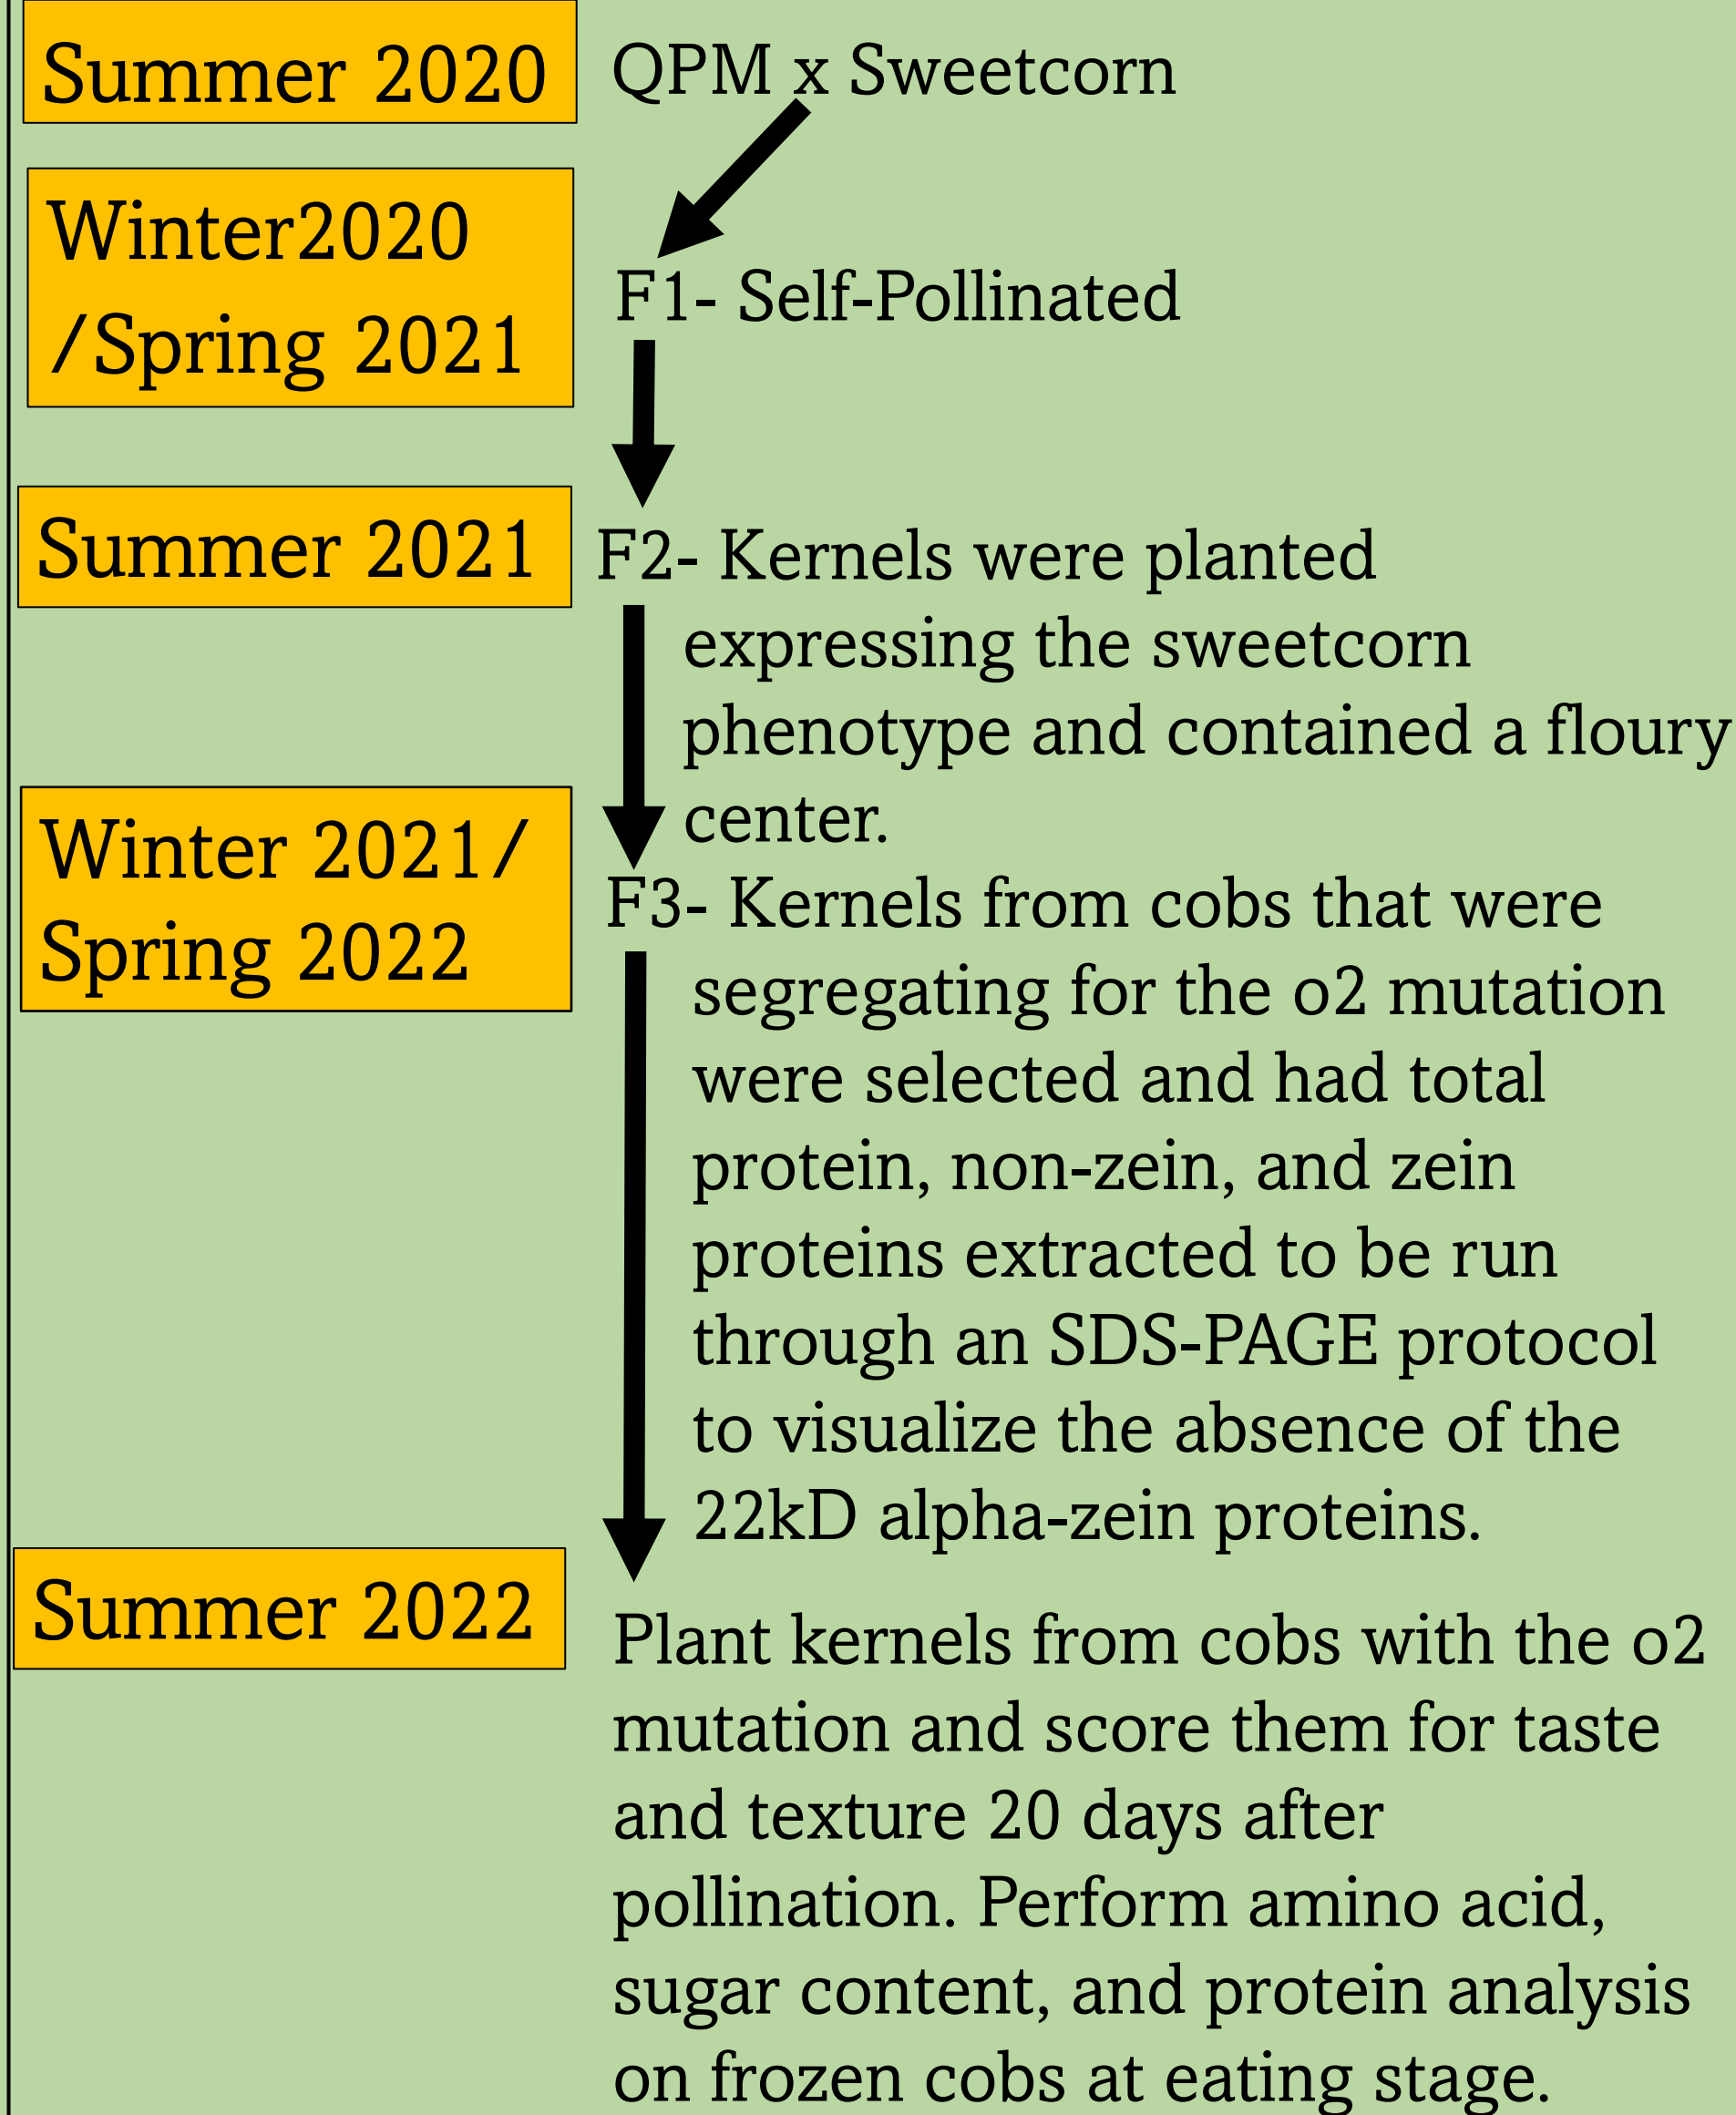 Summer 2020
QPM x Sweetcorn
Winter2020
/Spring 2021
F1- Self-Pollinated
Summer 2021
F2- Kernels were planted
expressing the sweetcorn
phenotype and contained a floury
center.
Winter 2021/
Spring 2022
F3- Kernels from cobs that were
segregating for the o2 mutation
were selected and had total
protein, non-zein, and zein
proteins extracted to be run
through an SDS-PAGE protocol
to visualize the absence of the
22kD alpha-zein proteins.
Summer 2022
Plant kernels from cobs with the o2
mutation and score them for taste
and texture 20 days after
pollination. Perform amino acid,
sugar content, and protein analysis
on frozen cobs at eating stage.